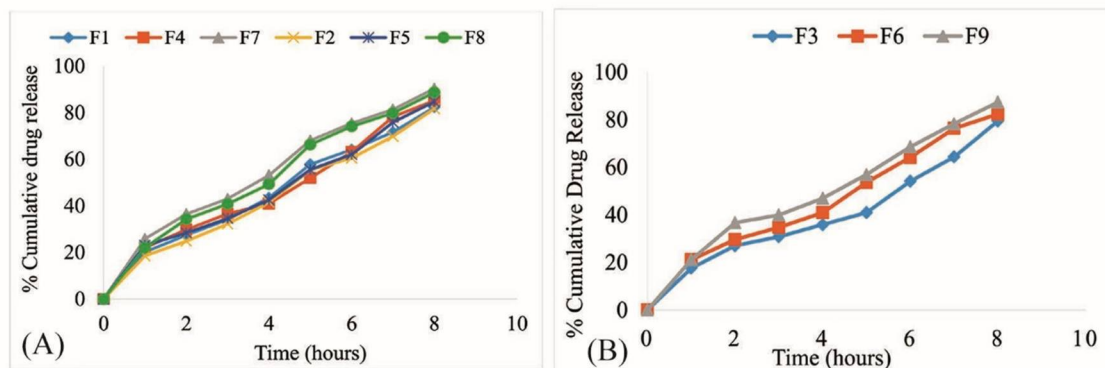 F1 F4 F7 F2 F5 F8
% Cumulative drug release
100
80
60
40
20
0
0 2 4 6 8 10
Time (hours)
(A)
F3 F6 F9
% Cumulative Drug Release
100
80
60
40
20
0
0 2 4 6 8 10
Time (hours)
(B)